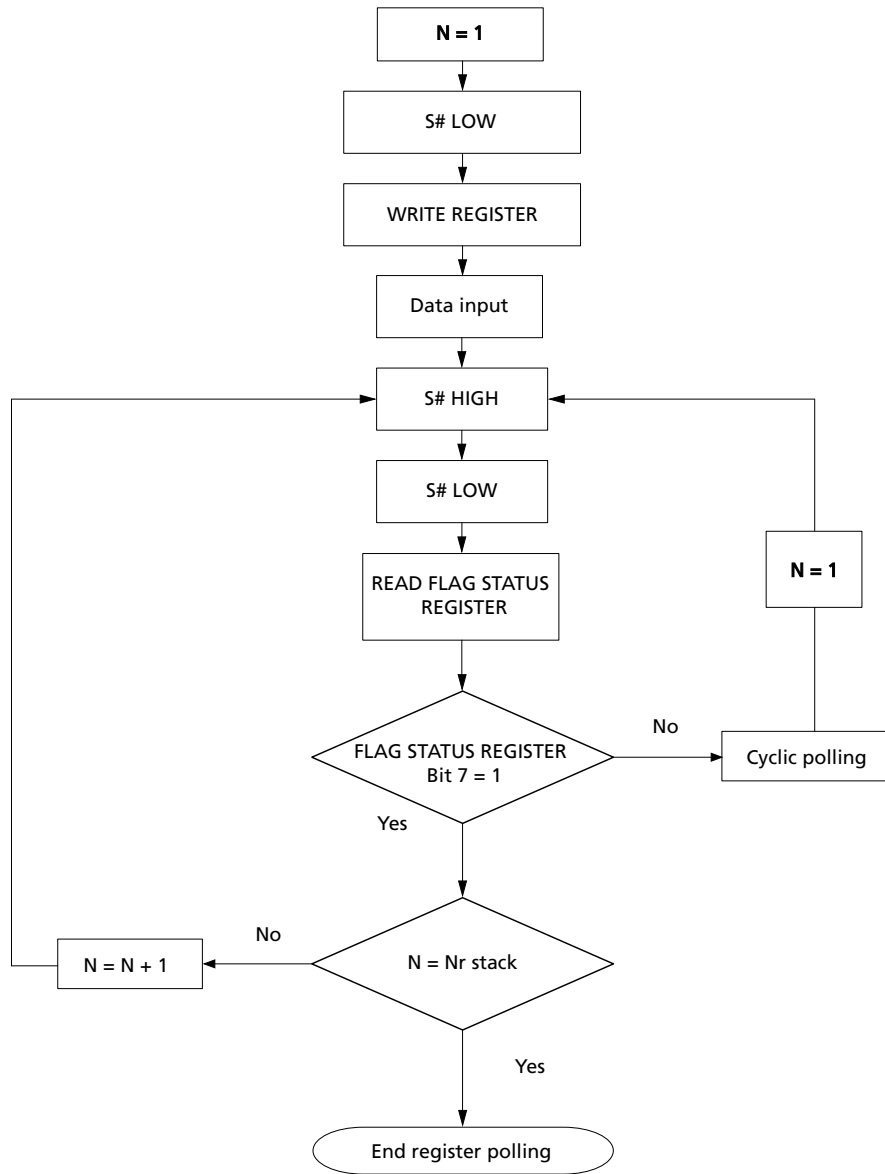 N = 1
S# LOW
WRITE REGISTER
Data input
S# HIGH
S# LOW
N = 1
READ FLAG STATUS
REGISTER
No
FLAG STATUS REGISTER
Bit 7 = 1
Cyclic polling
Yes
No
N = N + 1
N = Nr stack
Yes
End register polling